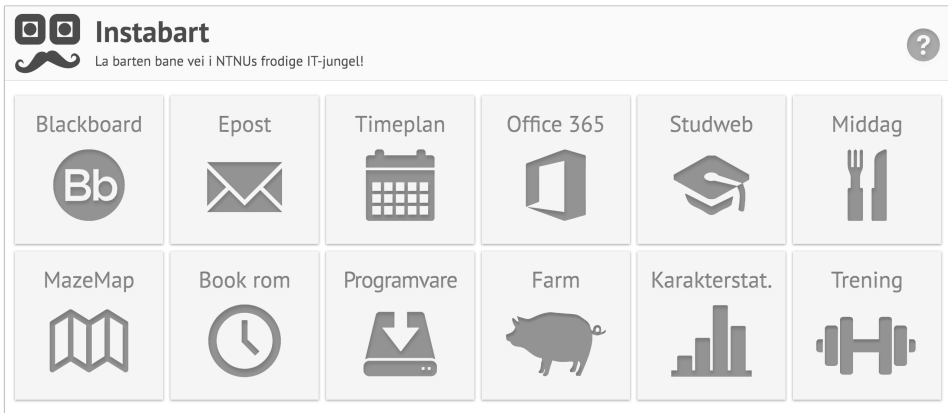 Instabart
La barten bane vei i NTNUs frodige IT-jungel!
?
Blackboard Epost Timeplan Office 365 Studweb Middag
Bb
MazeMap Book rom Programvare Farm Karakterstat. Trening